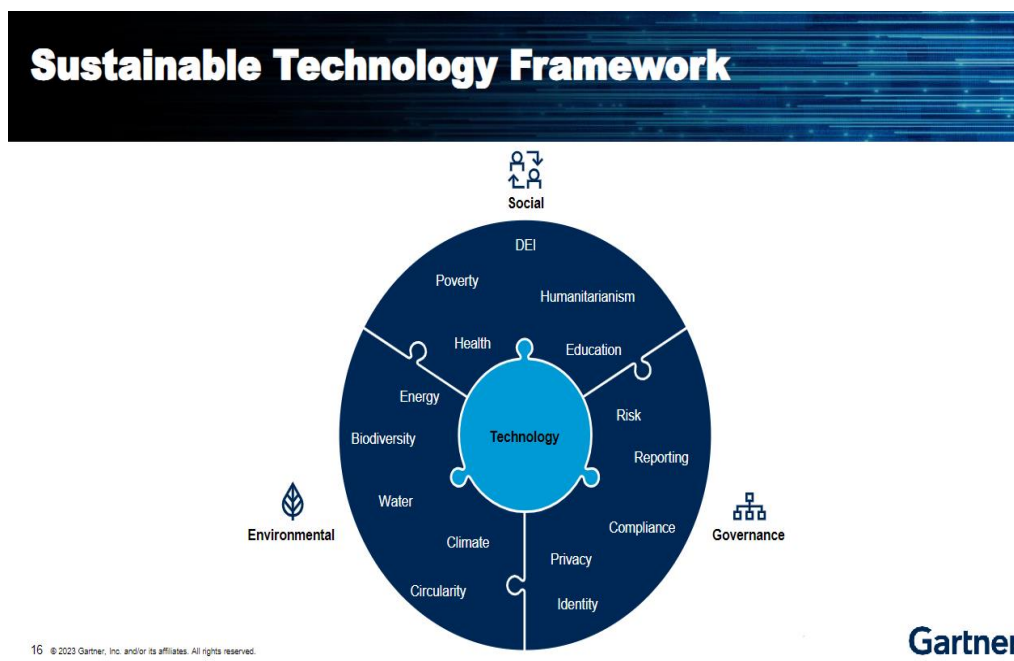 Sustainable Technology Framework
Social
DEI
Poverty
Humanitarianism
Health
Education
Energy
Risk
Biodiversity
Technology
Reporting
Water
Environmental
Compliance
Governance
Climate
Privacy
Circularity
Identity
16 © 2023 Gartner, Inc. and/or its affiliates. All rights reserved.
Gartner